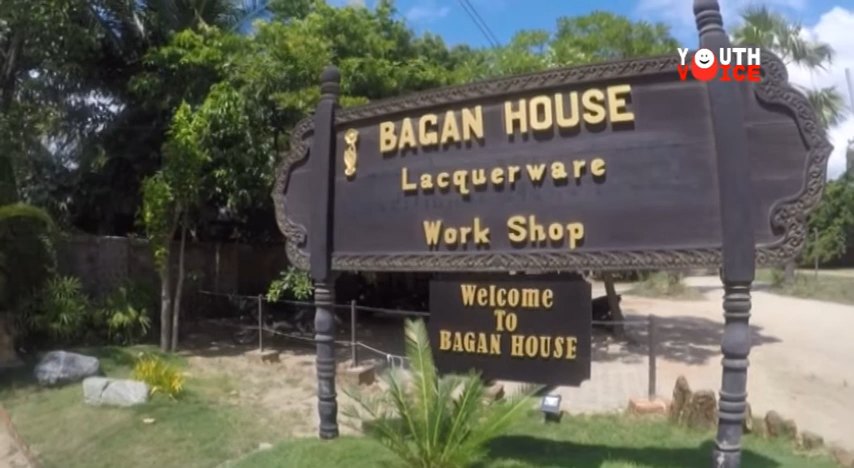 YOUTH
VOICE
BAGAN HOUSE
Lacquerware
Work Shop
Welcome
To
BAGAN HOUSE